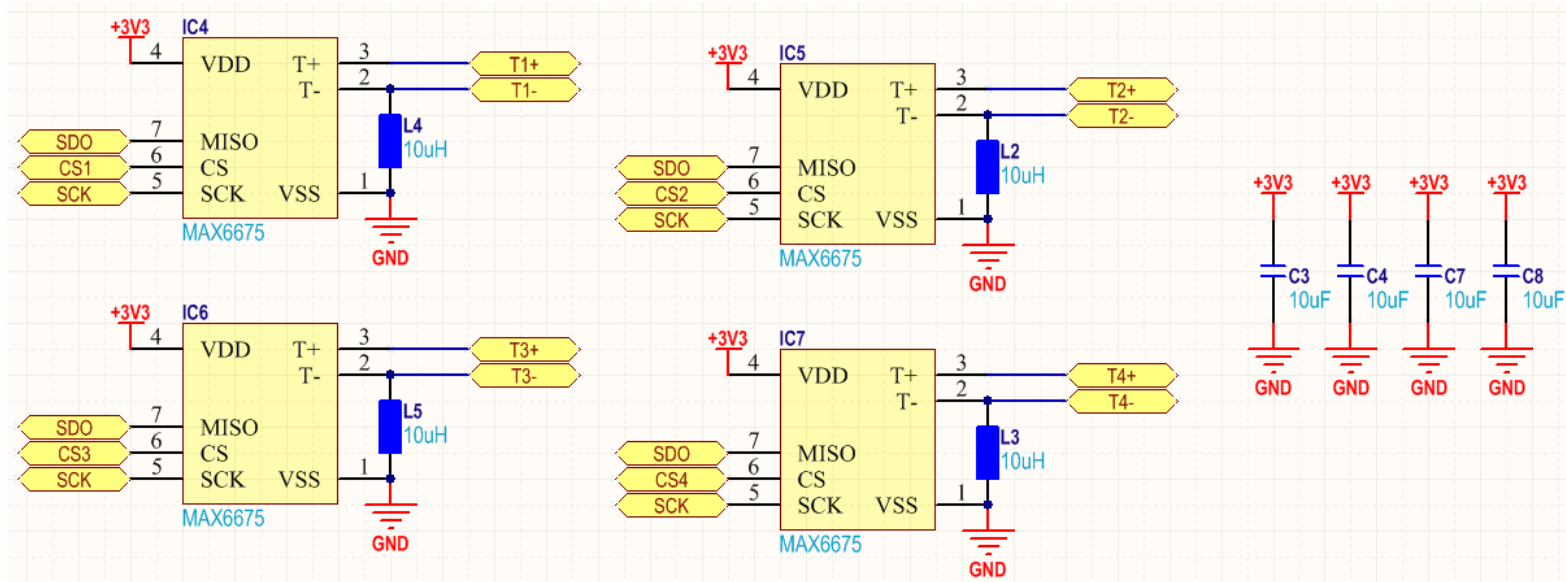 IC4
+3V3
4 VDD T+ 3 T1+
T- 2 T1-
L4
10uH
SDO 7 MISO
CS1 6 CS
SCK 5 SCK VSS 1
MAX6675
GND
IC5
+3V3
4 VDD T+ 3 T2+
T- 2 T2-
L2
10uH
SDO 7 MISO
CS2 6 CS
SCK 5 SCK VSS 1
MAX6675
GND
IC6
+3V3
4 VDD T+ 3 T3+
T- 2 T3-
L5
10uH
SDO 7 MISO
CS3 6 CS
SCK 5 SCK VSS 1
MAX6675
GND
IC7
+3V3
4 VDD T+ 3 T4+
T- 2 T4-
L3
10uH
SDO 7 MISO
CS4 6 CS
SCK 5 SCK VSS 1
MAX6675
GND
+3V3 +3V3 +3V3 +3V3
C3 C4 C7 C8
10uF 10uF 10uF 10uF
GND GND GND GND